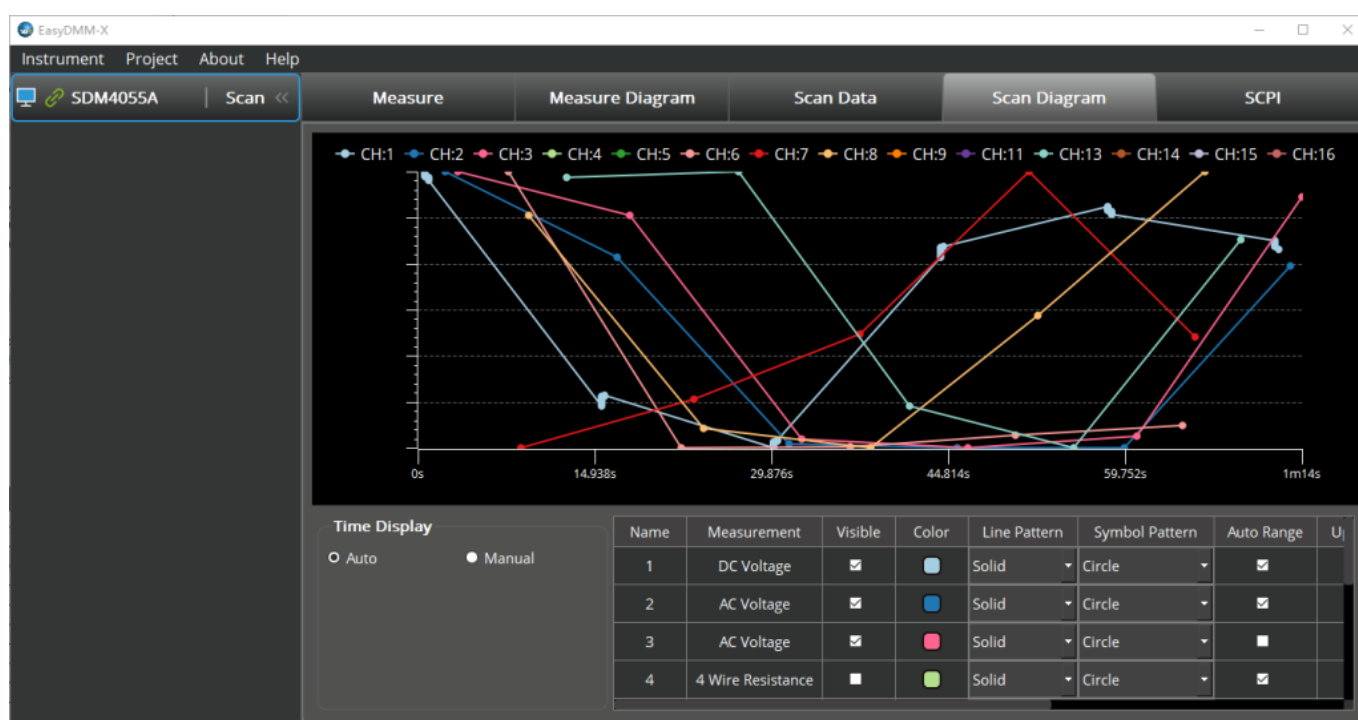 EasyDMM-X
Instrument Project About Help
SDM4055A | Scan
Measure Measure Diagram Scan Data Scan Diagram SCPI
CH:1 CH:2 CH:3 CH:4 CH:5 CH:6 CH:7 CH:8 CH:9 CH:11 CH:13 CH:14 CH:15 CH:16
0s 14.938s 29.876s 44.814s 59.752s 1m14s
Time Display
Auto Manual
Name Measurement Visible Color Line Pattern Symbol Pattern Auto Range
1 DC Voltage Solid Circle
2 AC Voltage Solid Circle
3 AC Voltage Solid Circle
4 4 Wire Resistance Solid Circle